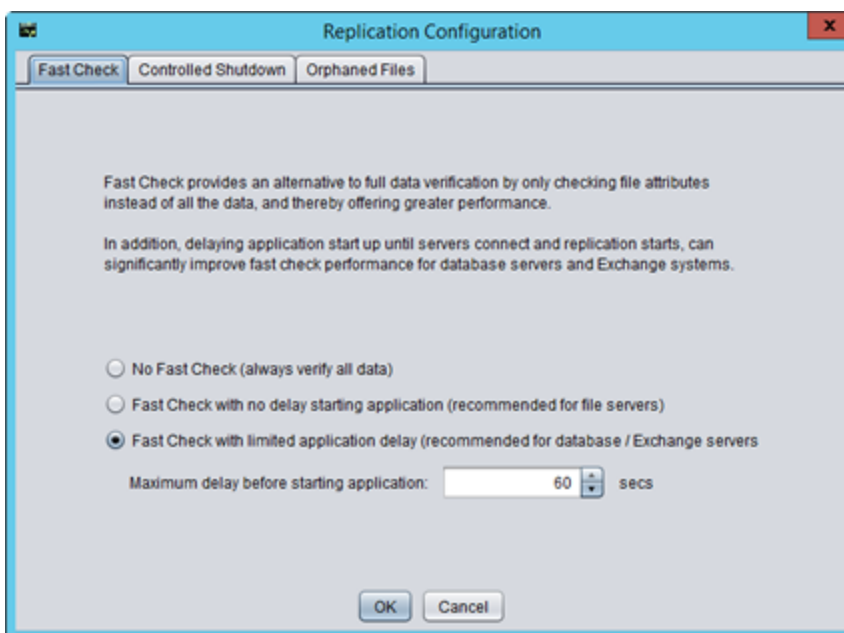 Replication Configuration
x
Fast Check
Controlled Shutdown
Orphaned Files
Fast Check provides an alternative to full data verification by only checking file attributes
instead of all the data, and thereby offering greater performance.
In addition, delaying application start up until servers connect and replication starts, can
significantly improve fast check performance for database servers and Exchange systems.
No Fast Check (always verify all data)
Fast Check with no delay starting application (recommended for file servers)
Fast Check with limited application delay (recommended for database / Exchange servers
Maximum delay before starting application: 60 secs
OK Cancel